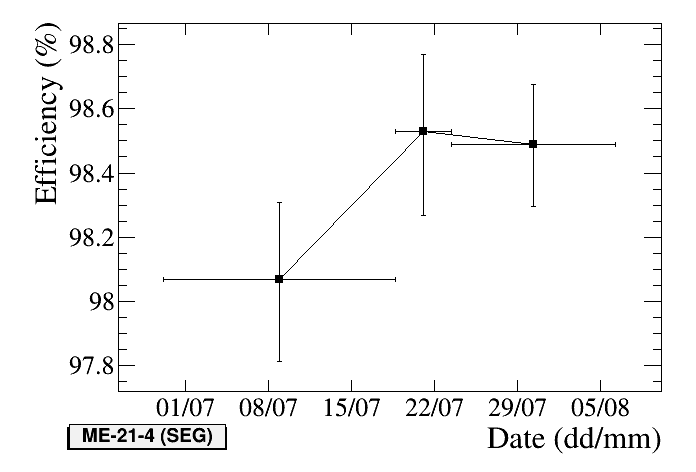 Efficiency (%)
98.8
98.6
98.4
98.2
98
97.8
01/07 08/07 15/07 22/07 29/07 05/08
ME-21-4 (SEG)
Date (dd/mm)